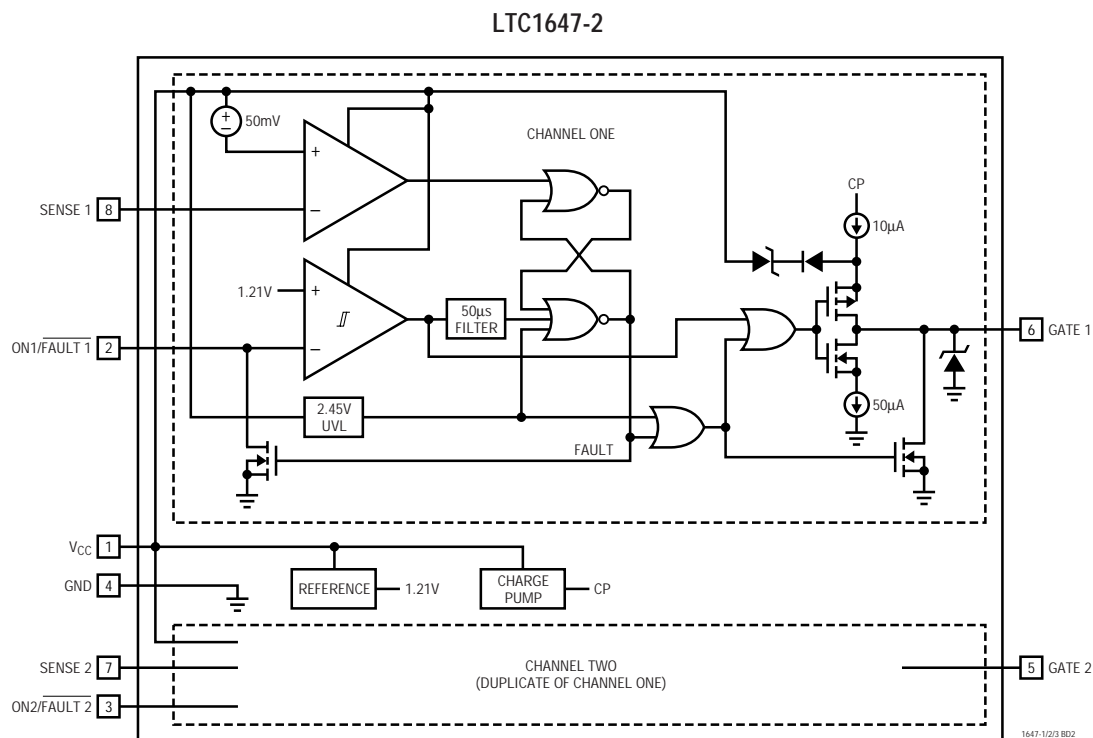 LTC1647-2
+
−
50mV
CHANNEL ONE
+
−
SENSE 1 8
CP
10µA
1.21V
+
−
50µs
FILTER
ON1/FAULT 1 2
6 GATE 1
2.45V
UVL
50µA
FAULT
VCC 1
GND 4
REFERENCE
1.21V
CHARGE
PUMP
CP
SENSE 2 7
CHANNEL TWO
(DUPLICATE OF CHANNEL ONE)
5 GATE 2
ON2/FAULT 2 3
1647-1/2/3 BD2